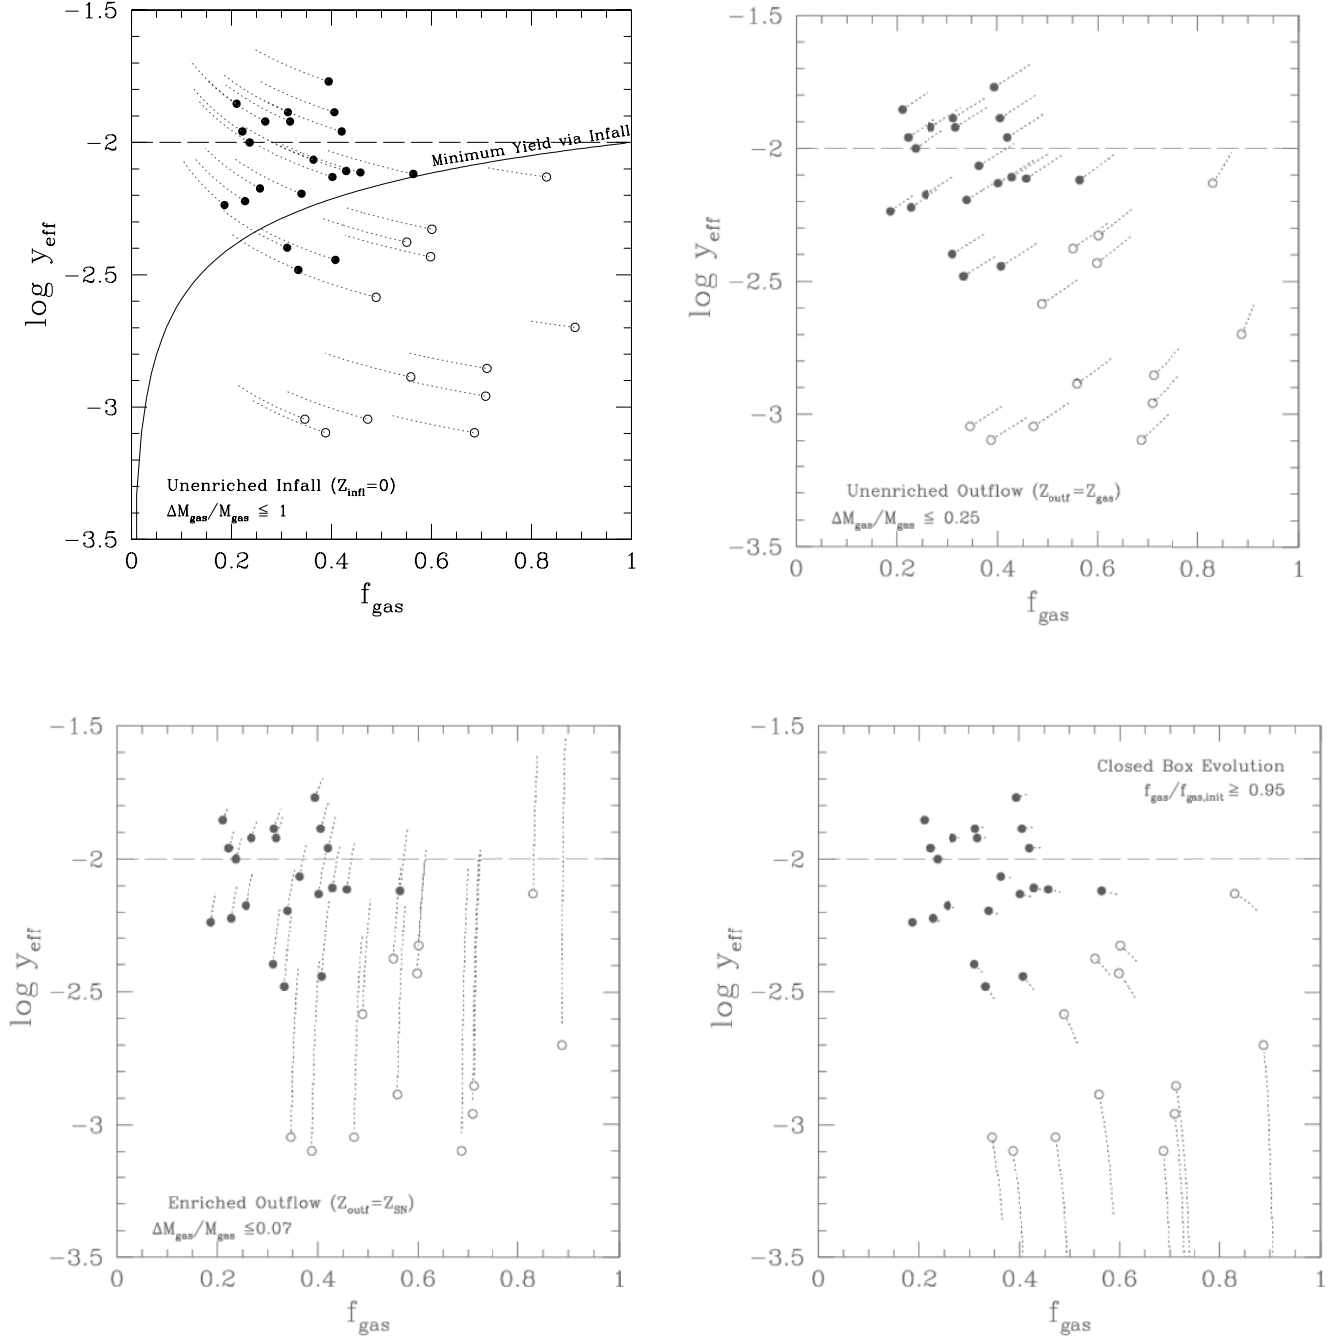 −1.5
−2
−2.5
−3
−3.5
0
0.2
0.4
0.6
0.8
1
log y_eff
f_gas
Minimum Yield via Infall
Unenriched Infall (Z_infl=0)
ΔM_gas/M_gas ≦ 1
−1.5
−2
−2.5
−3
−3.5
0
0.2
0.4
0.6
0.8
1
log y_eff
f_gas
Unenriched Outflow (Z_outf=Z_gas)
ΔM_gas/M_gas ≦ 0.25
−1.5
−2
−2.5
−3
−3.5
0
0.2
0.4
0.6
0.8
1
log y_eff
f_gas
Enriched Outflow (Z_outf=Z_SN)
ΔM_gas/M_gas ≦0.07
−1.5
−2
−2.5
−3
−3.5
0
0.2
0.4
0.6
0.8
1
log y_eff
f_gas
Closed Box Evolution
f_gas/f_gas,init ≧ 0.95